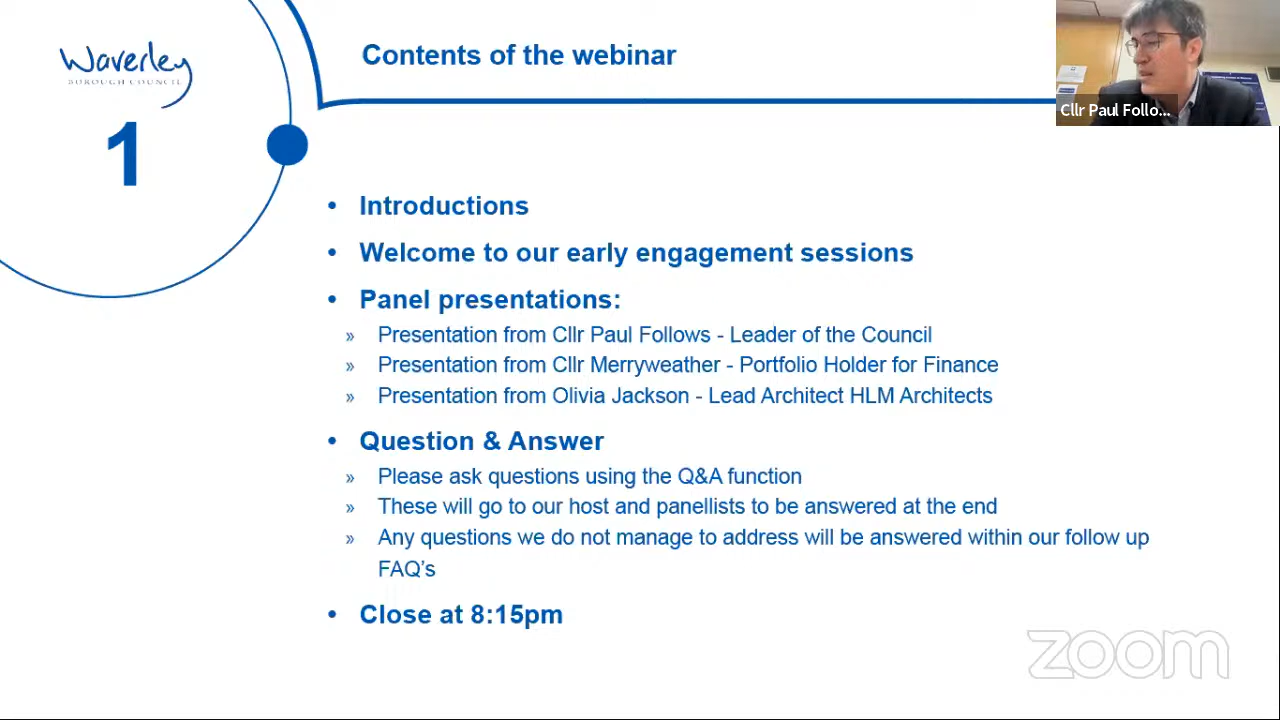 Waverley
BOROUGH COUNCIL
1
Contents of the webinar
Cllr Paul Follo...
• Introductions
• Welcome to our early engagement sessions
• Panel presentations:
» Presentation from Cllr Paul Follows - Leader of the Council
» Presentation from Cllr Merryweather - Portfolio Holder for Finance
» Presentation from Olivia Jackson - Lead Architect HLM Architects
• Question & Answer
» Please ask questions using the Q&A function
» These will go to our host and panellists to be answered at the end
» Any questions we do not manage to address will be answered within our follow up
FAQ's
• Close at 8:15pm
zoom